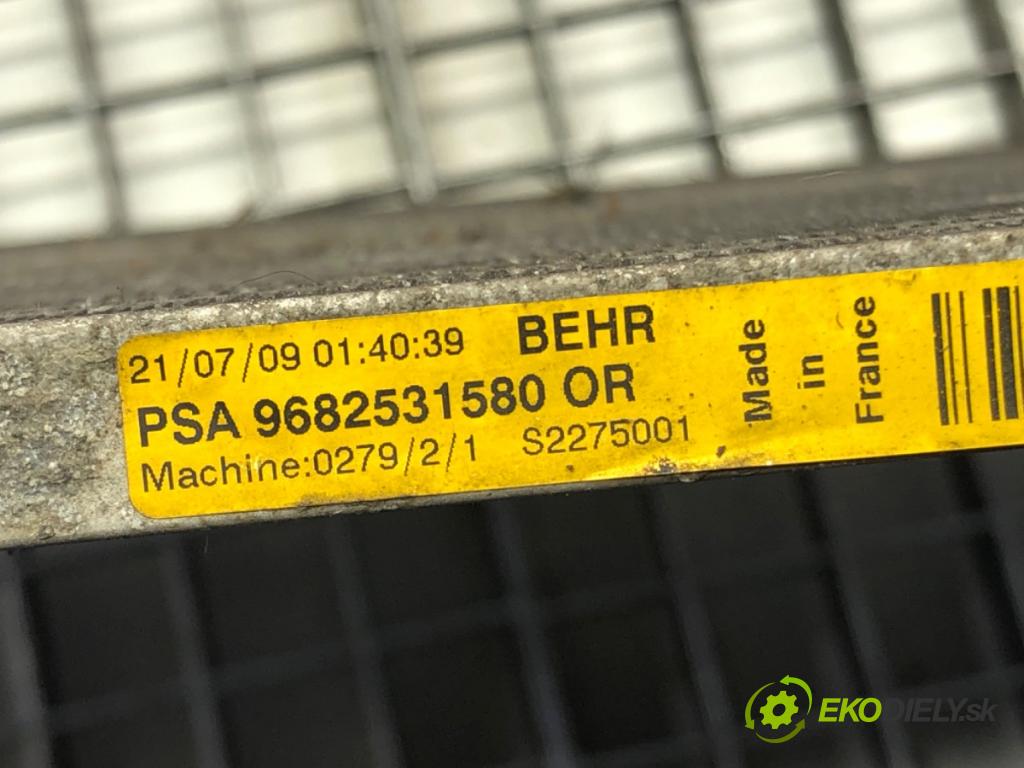 21/07/09 01:40:39 BEHR
PSA 9682531580 OR
Machine:0279/2/1 S2275001
Made
in
France
EKODIELY.sk